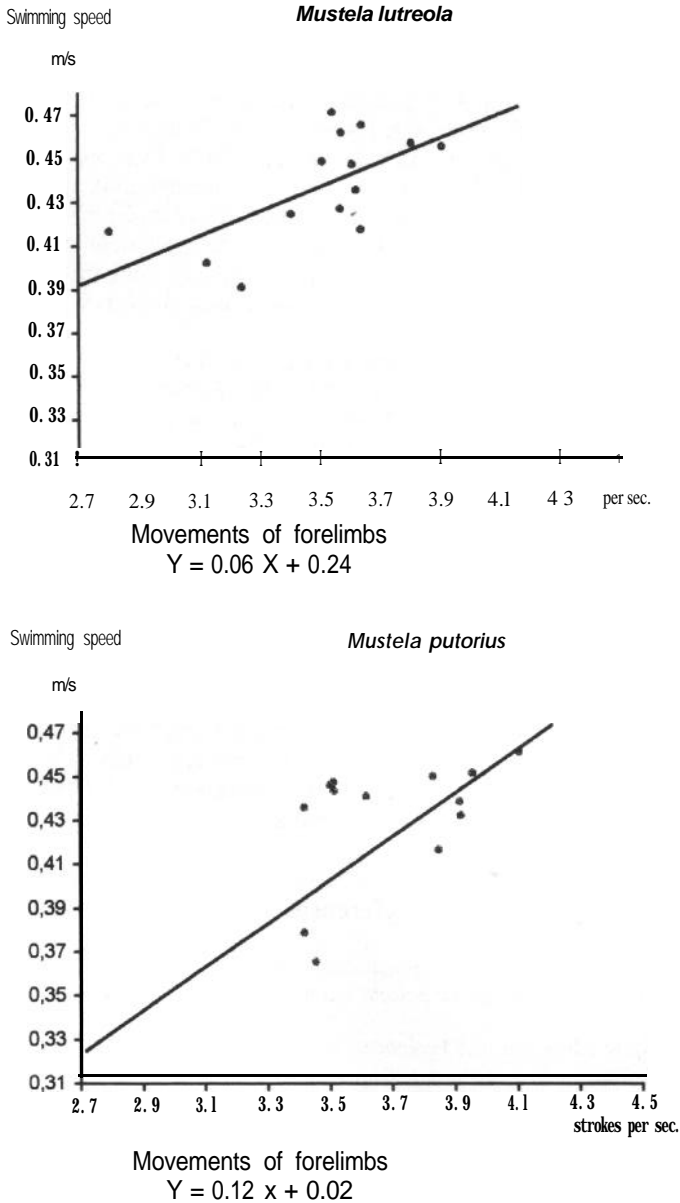 Swimming speed
Mustela lutreola
m/s
0. 47
0. 45
0. 43
0. 41
0. 39
0. 37
0. 35
0. 33
0. 31
2.7 2.9 3.1 3.3 3.5 3.7 3.9 4.1 4 3 per sec.
Movements of forelimbs
Y = 0.06 X + 0.24
Swimming speed
Mustela putorius
m/s
0,47
0,45
0,43
0,41
0,39
0,37
0,35
0,33
0,31
2.7 2.9 3.1 3.3 3.5 3.7 3.9 4.1 4.3 4.5
strokes per sec.
Movements of forelimbs
Y = 0.12 x + 0.02